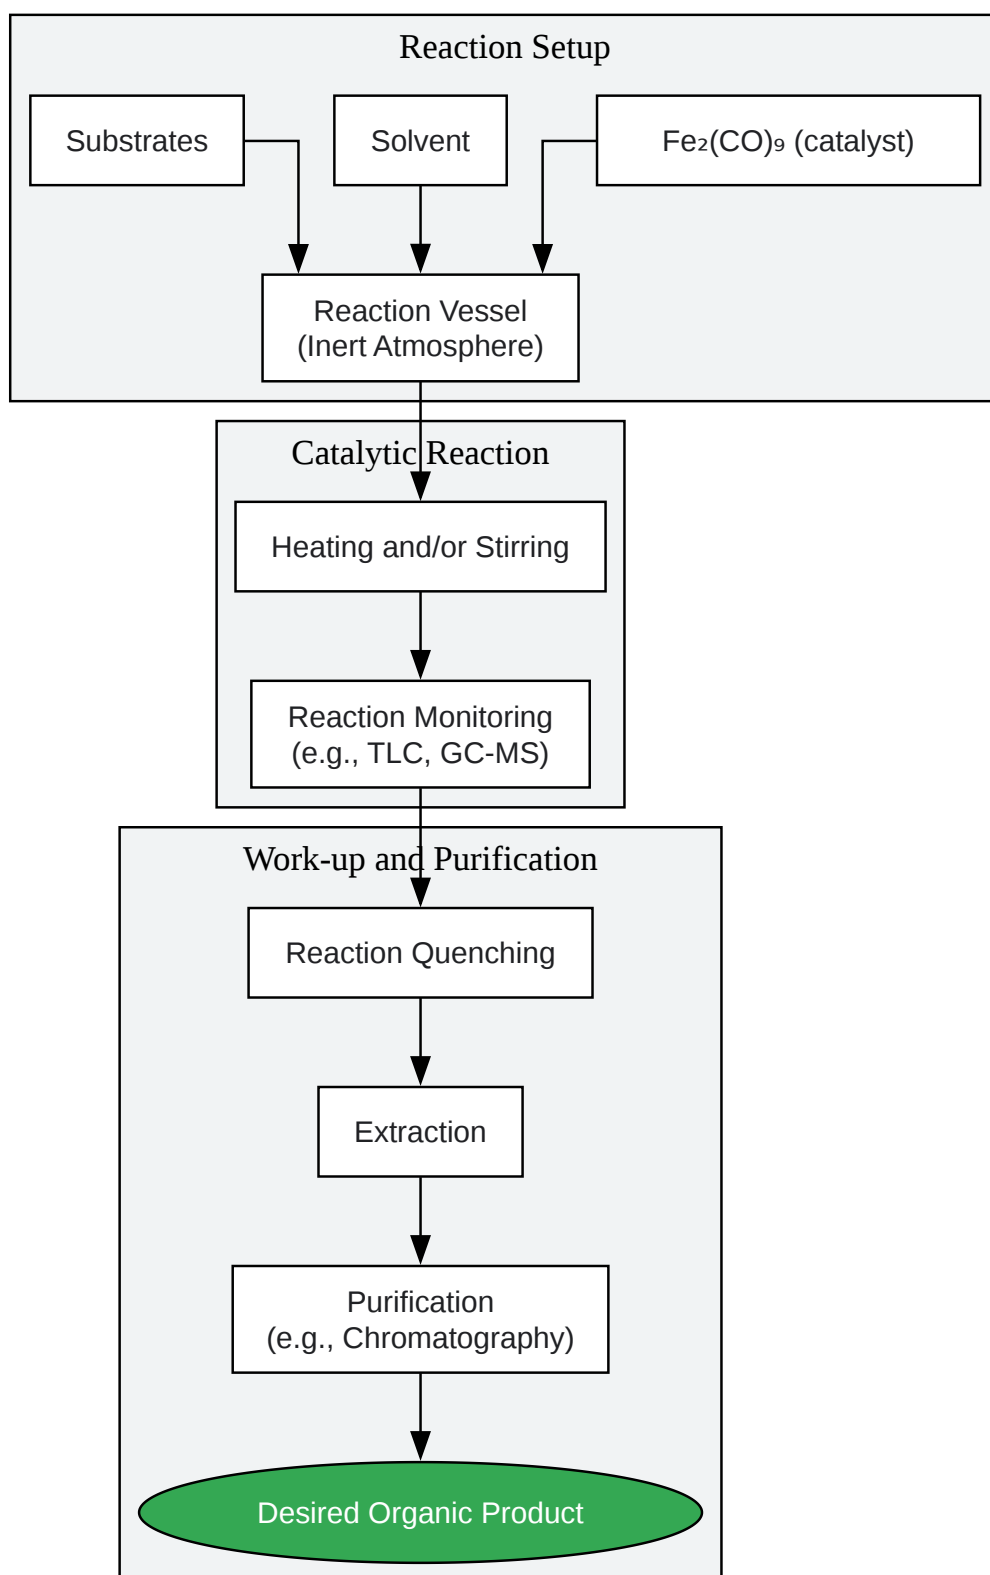 Reaction Setup
Substrates
Solvent
Fe₂(CO)₉ (catalyst)
Reaction Vessel
(Inert Atmosphere)
Catalytic Reaction
Heating and/or Stirring
Reaction Monitoring
(e.g., TLC, GC-MS)
Work-up and Purification
Reaction Quenching
Extraction
Purification
(e.g., Chromatography)
Desired Organic Product